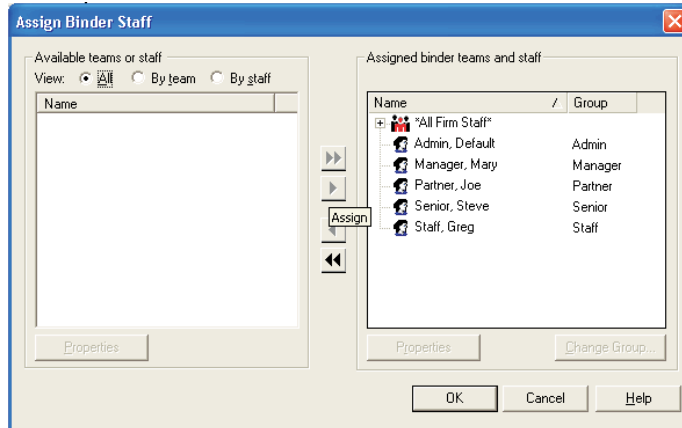 Assign Binder Staff
Available teams or staff
View: All By team By staff
Name
Assign
Properties
Assigned binder teams and staff
Name / Group
*All Firm Staff*
Admin, Default Admin
Manager, Mary Manager
Partner, Joe Partner
Senior, Steve Senior
Staff, Greg Staff
Properties Change Group...
OK Cancel Help